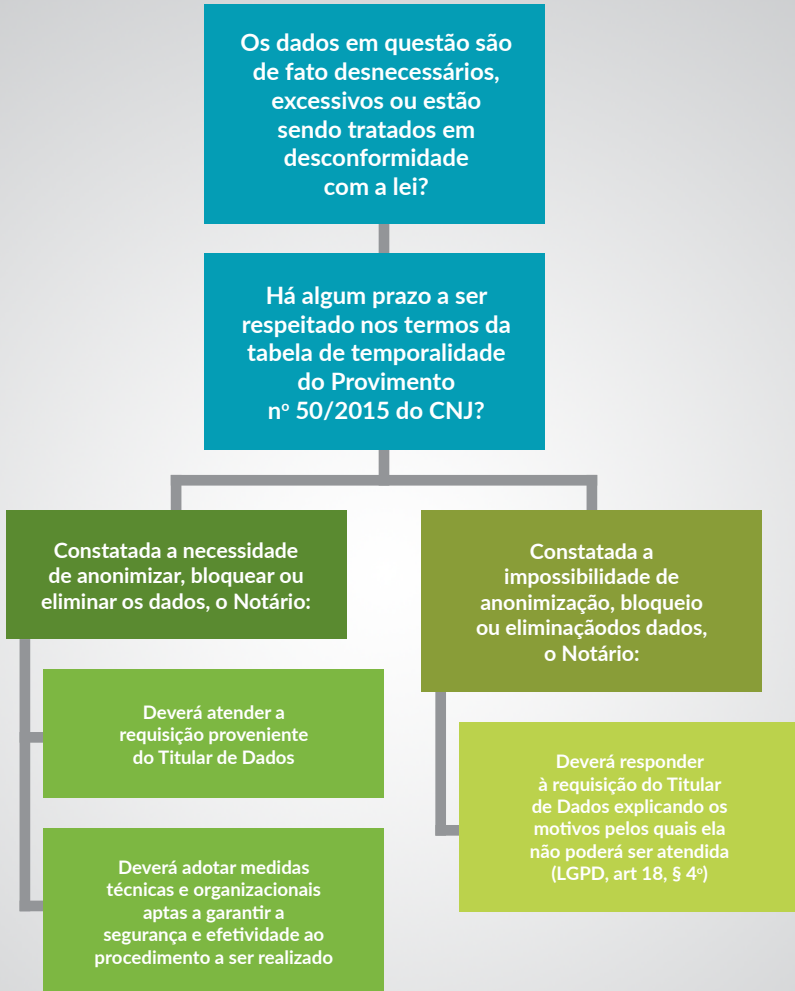 Os dados em questão são
de fato desnecessários,
excessivos ou estão
sendo tratados em
desconformidade
com a lei?
Há algum prazo a ser
respeitado nos termos da
tabela de temporalidade
do Provimento
nº 50/2015 do CNJ?
Constatada a necessidade
de anonimizar, bloquear ou
eliminar os dados, o Notário:
Deverá atender a
requisição proveniente
do Titular de Dados
Deverá adotar medidas
técnicas e organizacionais
aptas a garantir a
segurança e efetividade ao
procedimento a ser realizado
Constatada a
impossibilidade de
anonimização, bloqueio
ou eliminaçãodos dados,
o Notário:
Deverá responder
à requisição do Titular
de Dados explicando os
motivos pelos quais ela
não poderá ser atendida
(LGPD, art 18, § 4º)